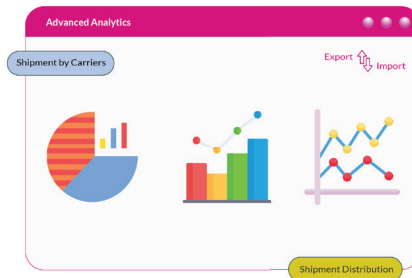 Advanced Analytics
Shipment by Carriers
Export
Import
Shipment Distribution